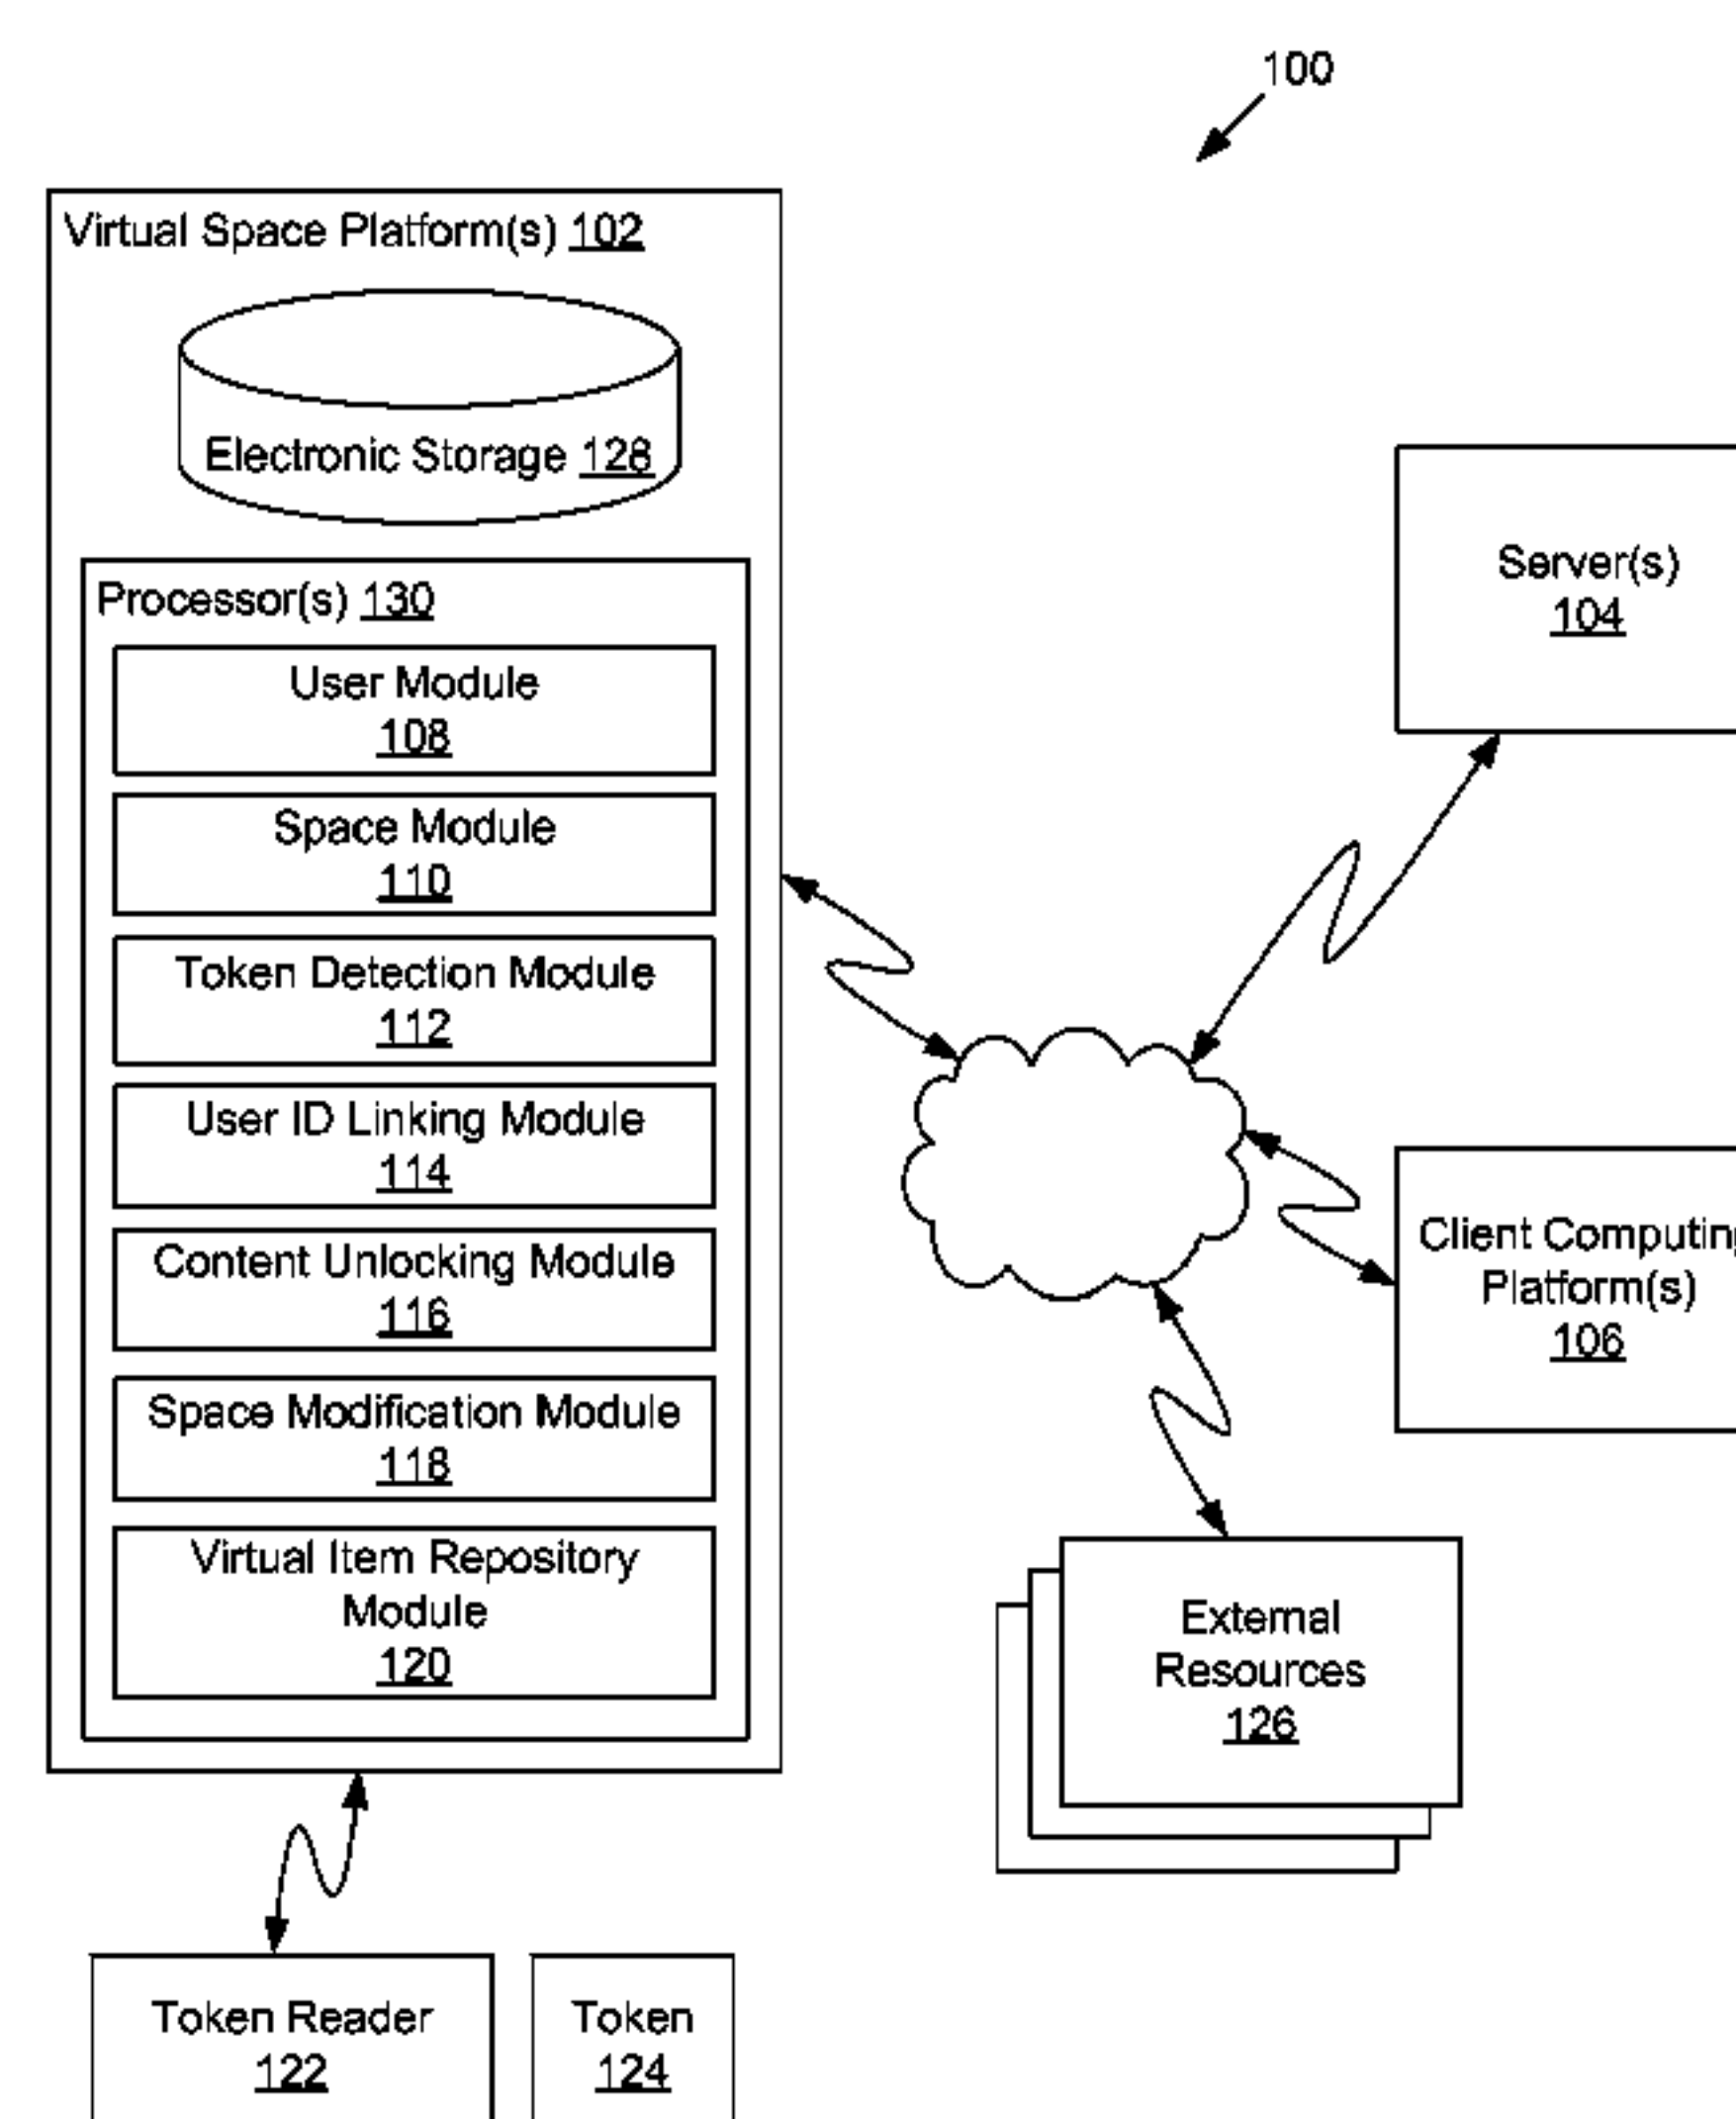 100
Virtual Space Platform(s) 102
Electronic Storage 128
Processor(s) 130
User Module
108
Space Module
110
Token Detection Module
112
User ID Linking Module
114
Content Unlocking Module
116
Space Modification Module
118
Virtual Item Repository
Module
120
Server(s)
104
Client Computing
Platform(s)
106
External
Resources
126
Token Reader
122
Token
124